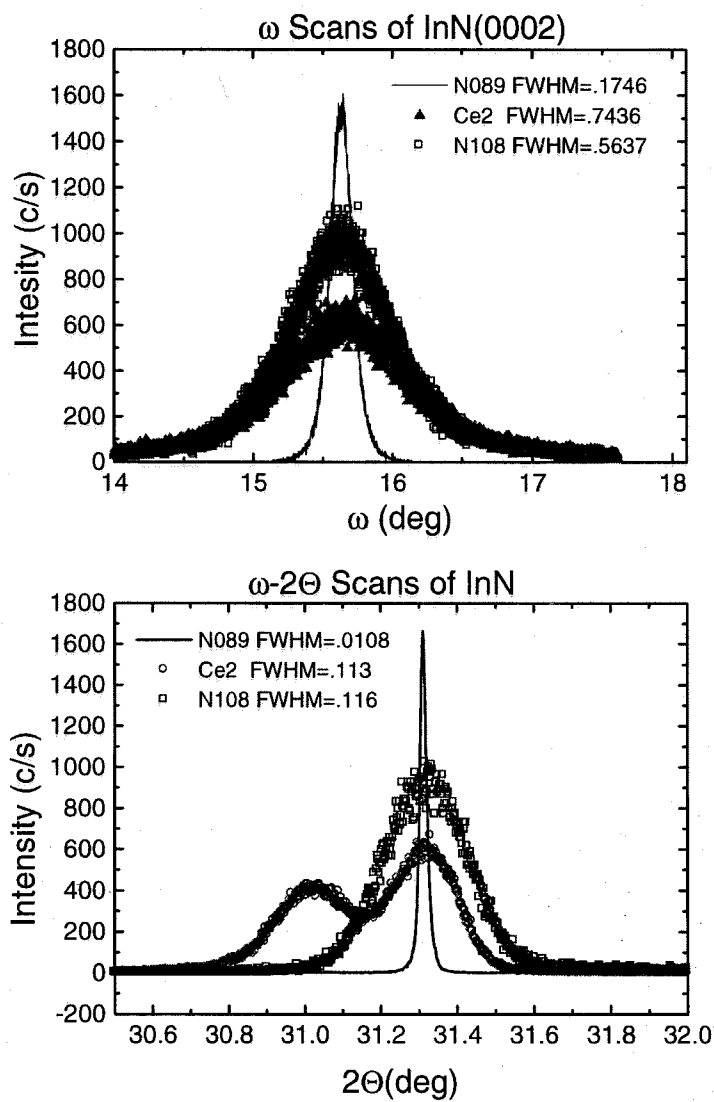 ω Scans of InN(0002)
1800
1600
1400
1200
1000
800
600
400
200
0
Intesity (c/s)
N089 FWHM=.1746
Ce2 FWHM=.7436
N108 FWHM=.5637
14 15 16 17 18
ω (deg)
ω-2Θ Scans of InN
1800
1600
1400
1200
1000
800
600
400
200
0
-200
Intensity (c/s)
N089 FWHM=.0108
Ce2 FWHM=.113
N108 FWHM=.116
30.6 30.8 31.0 31.2 31.4 31.6 31.8 32.0
2Θ(deg)